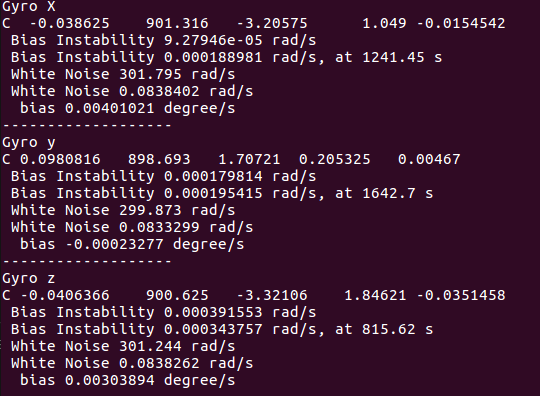 Gyro X
C  -0.038625    901.316   -3.20575      1.049 -0.0154542
 Bias Instability 9.27946e-05 rad/s
 Bias Instability 0.000188981 rad/s, at 1241.45 s
 White Noise 301.795 rad/s
 White Noise 0.0838402 rad/s
  bias 0.00401021 degree/s
-------------------
Gyro y
C 0.0980816   898.693   1.70721  0.205325   0.00467
 Bias Instability 0.000179814 rad/s
 Bias Instability 0.000195415 rad/s, at 1642.7 s
 White Noise 299.873 rad/s
 White Noise 0.0833299 rad/s
  bias -0.00023277 degree/s
-------------------
Gyro z
C -0.0406366    900.625   -3.32106    1.84621 -0.0351458
 Bias Instability 0.000391553 rad/s
 Bias Instability 0.000343757 rad/s, at 815.62 s
 White Noise 301.244 rad/s
 White Noise 0.0838262 rad/s
  bias 0.00303894 degree/s